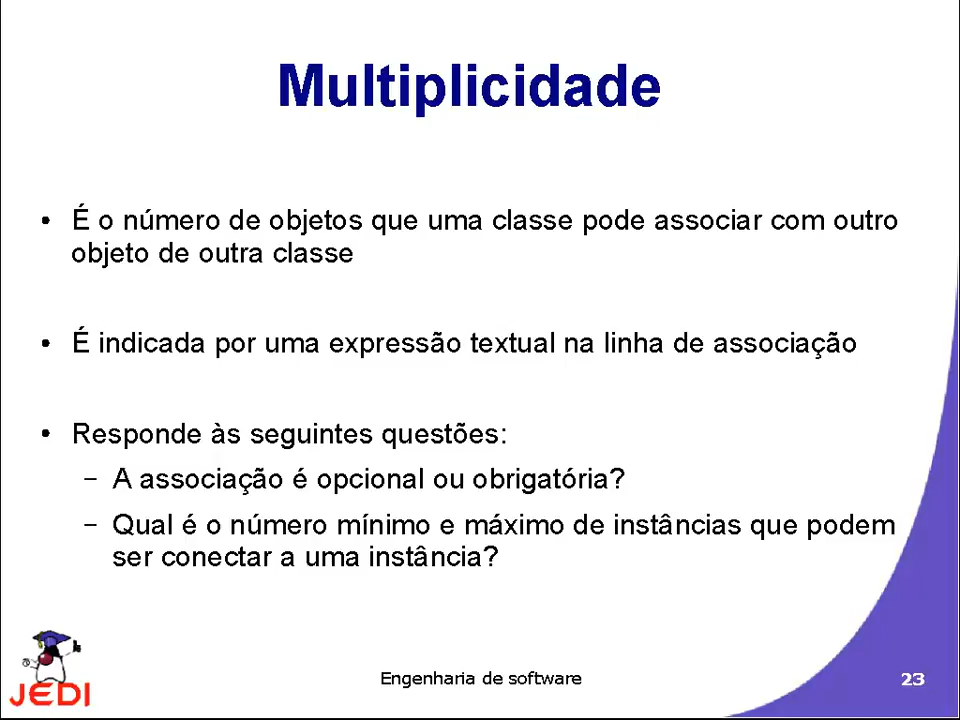 Multiplicidade
• É o número de objetos que uma classe pode associar com outro
objeto de outra classe
• É indicada por uma expressão textual na linha de associação
• Responde às seguintes questões:
– A associação é opcional ou obrigatória?
– Qual é o número mínimo e máximo de instâncias que podem
ser conectar a uma instância?
JEDI
Engenharia de software
23